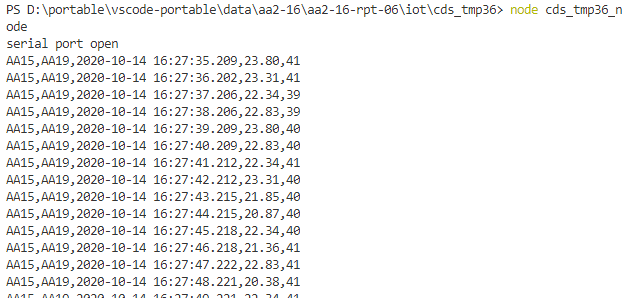 PS D:\portable\vscode-portable\data\aa2-16\aa2-16-rpt-06\iot\cds_tmp36> node cds_tmp36_n
ode
serial port open
AA15,AA19,2020-10-14 16:27:35.209,23.80,41
AA15,AA19,2020-10-14 16:27:36.202,23.31,41
AA15,AA19,2020-10-14 16:27:37.206,22.34,39
AA15,AA19,2020-10-14 16:27:38.206,22.83,39
AA15,AA19,2020-10-14 16:27:39.209,23.80,40
AA15,AA19,2020-10-14 16:27:40.209,22.83,40
AA15,AA19,2020-10-14 16:27:41.212,22.34,41
AA15,AA19,2020-10-14 16:27:42.212,23.31,40
AA15,AA19,2020-10-14 16:27:43.215,21.85,40
AA15,AA19,2020-10-14 16:27:44.215,20.87,40
AA15,AA19,2020-10-14 16:27:45.218,22.34,40
AA15,AA19,2020-10-14 16:27:46.218,21.36,41
AA15,AA19,2020-10-14 16:27:47.222,22.83,41
AA15,AA19,2020-10-14 16:27:48.221,20.38,41
AA15,AA19,2020-10-14